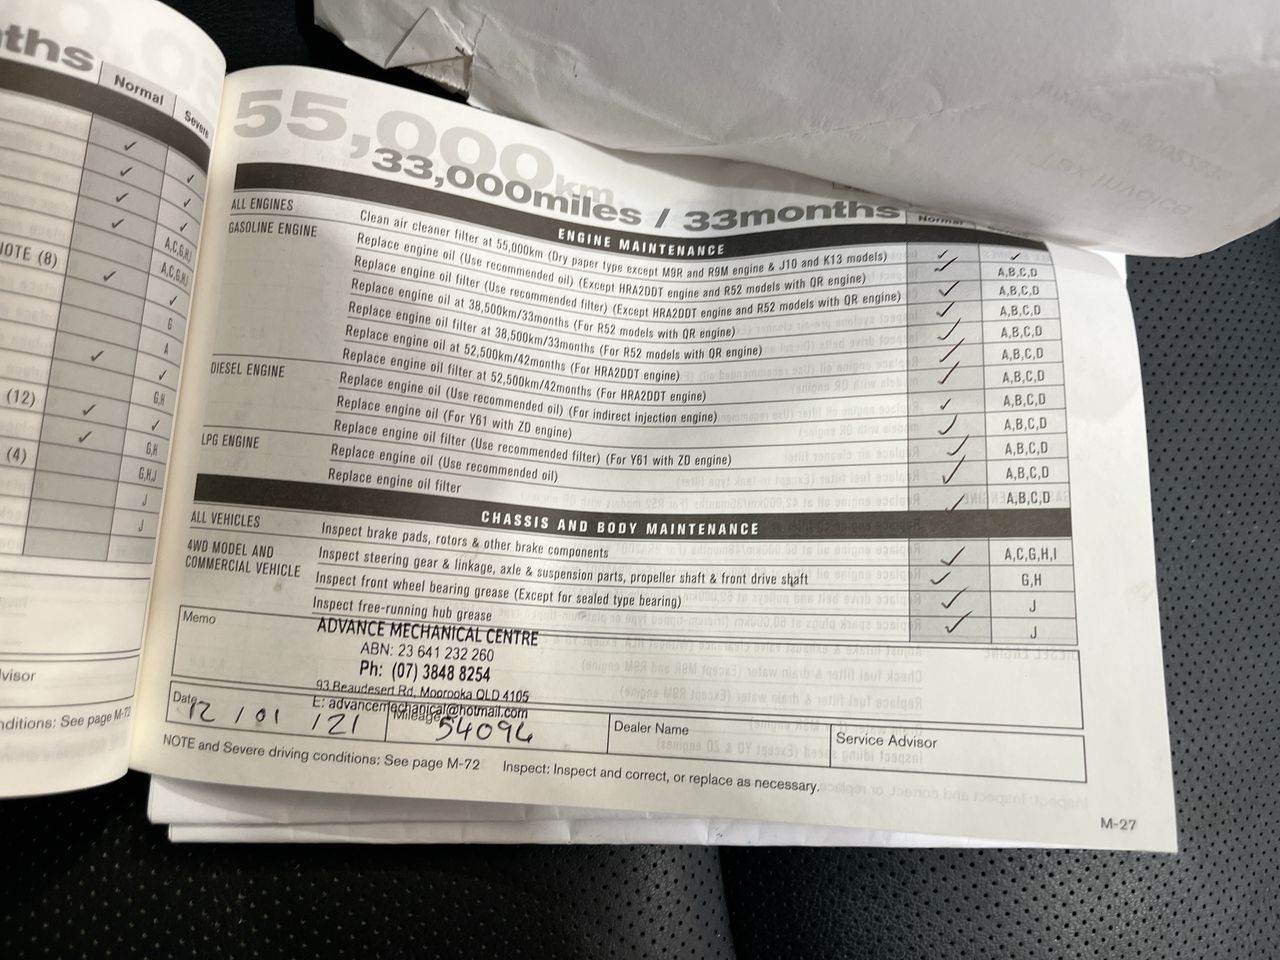 ths
Normal
Severe
A,C,G,H,I
NOTE (8)
A,C,G,H,I
G
A
G,H
(12)
G,H
(4)
G,H,J
J
J
visor
nditions: See page M-72
55,000km
33,000miles / 33months
Normal
ENGINE MAINTENANCE
ALL ENGINES
Clean air cleaner filter at 55,000km (Dry paper type except M9R and R9M engine & J10 and K13 models)
GASOLINE ENGINE
Replace engine oil (Use recommended oil) (Except HRA2DDT engine and R52 models with QR engine) A,B,C,D
Replace engine oil filter (Use recommended filter) (Except HRA2DDT engine and R52 models with QR engine) A,B,C,D
Replace engine oil at 38,500km/33months (For R52 models with QR engine) A,B,C,D
Replace engine oil filter at 38,500km/33months (For R52 models with QR engine) A,B,C,D
Replace engine oil at 52,500km/42months (For HRA2DDT engine) A,B,C,D
Replace engine oil filter at 52,500km/42months (For HRA2DDT engine) A,B,C,D
DIESEL ENGINE
Replace engine oil (Use recommended oil) (For indirect injection engine) A,B,C,D
Replace engine oil (For Y61 with ZD engine) A,B,C,D
Replace engine oil filter (Use recommended filter) (For Y61 with ZD engine) A,B,C,D
LPG ENGINE
Replace engine oil (Use recommended oil) A,B,C,D
Replace engine oil filter A,B,C,D
CHASSIS AND BODY MAINTENANCE
ALL VEHICLES
Inspect brake pads, rotors & other brake components A,C,G,H,I
4WD MODEL AND
COMMERCIAL VEHICLE
Inspect steering gear & linkage, axle & suspension parts, propeller shaft & front drive shaft G,H
Inspect front wheel bearing grease (Except for sealed type bearing) J
Inspect free-running hub grease J
Memo
ADVANCE MECHANICAL CENTRE
ABN: 23 641 232 260
Ph: (07) 3848 8254
93 Beaudesert Rd, Moorooka QLD 4105
E: advancemechanical@hotmail.com
Date 12 / 01 / 21
Mileage 54094
Dealer Name
Service Advisor
NOTE and Severe driving conditions: See page M-72 Inspect: Inspect and correct, or replace as necessary.
M-27